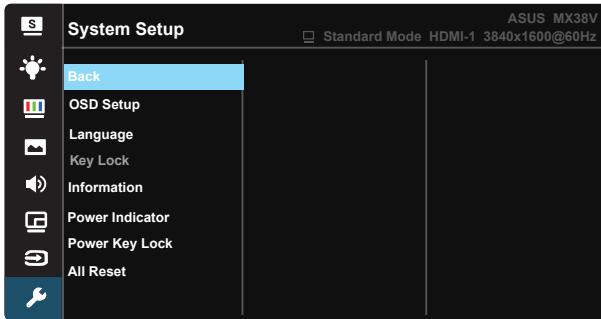 S
ASUS MX38V
System Setup
Standard Mode HDMI-1 3840x1600@60Hz
Back
OSD Setup
Language
Key Lock
Information
Power Indicator
Power Key Lock
All Reset